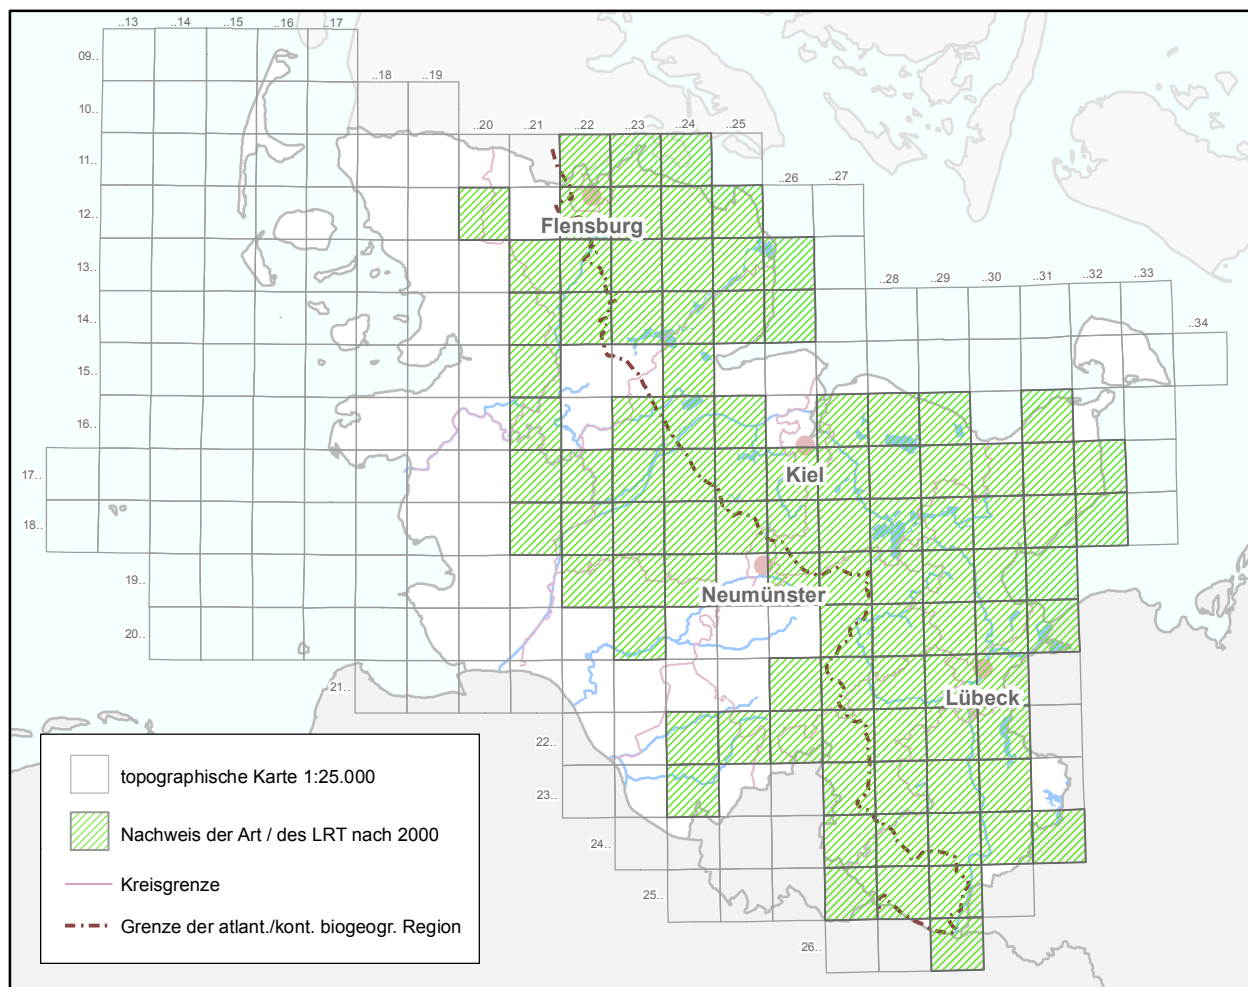 ..13 ..14 ..15 ..16 ..17
09..
..18 ..19
10..
..20 ..21 ..22 ..23 ..24 ..25
11..
..26 ..27
12..
Flensburg
13..
..28 ..29 ..30 ..31 ..32 ..33
14..
..34
15..
16..
Kiel
17..
18..
19..
Neumünster
20..
21..
Lübeck
22..
23..
24..
25..
26..
topographische Karte 1:25.000
Nachweis der Art / des LRT nach 2000
Kreisgrenze
Grenze der atlant./kont. biogeogr. Region